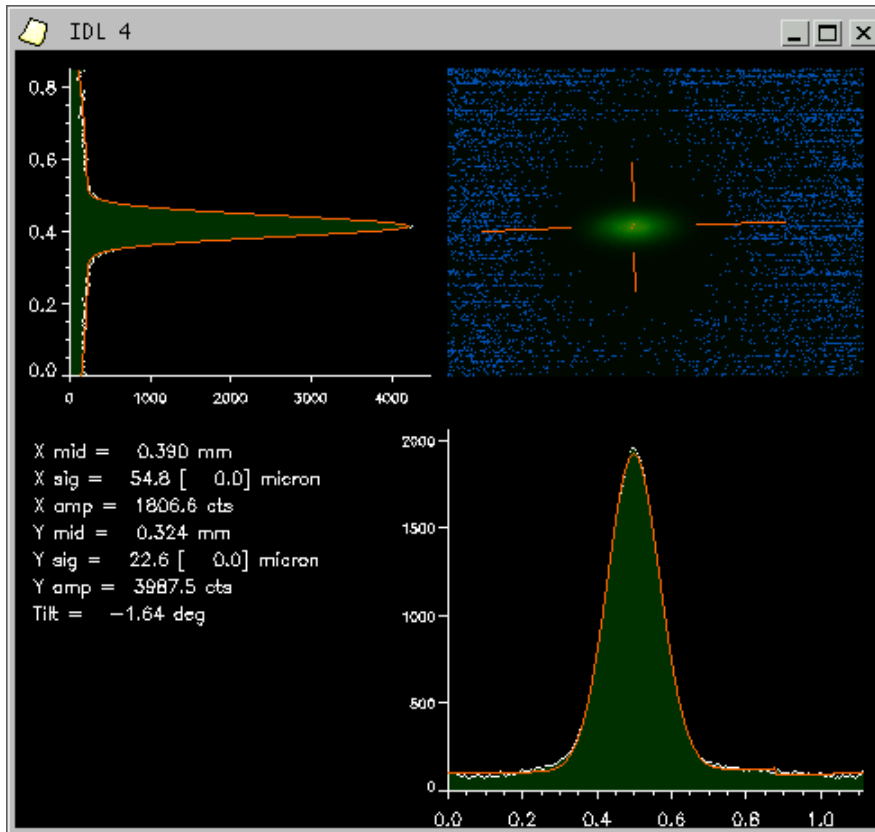 IDL 4
0.8
0.6
0.4
0.2
0.0
0 1000 2000 3000 4000
X mid = 0.390 mm
X sig = 54.8 [ 0.0] micron
X amp = 1806.6 cts
Y mid = 0.324 mm
Y sig = 22.6 [ 0.0] micron
Y amp = 3987.5 cts
Tilt = -1.64 deg
2000
1500
1000
500
0
0.0 0.2 0.4 0.6 0.8 1.0